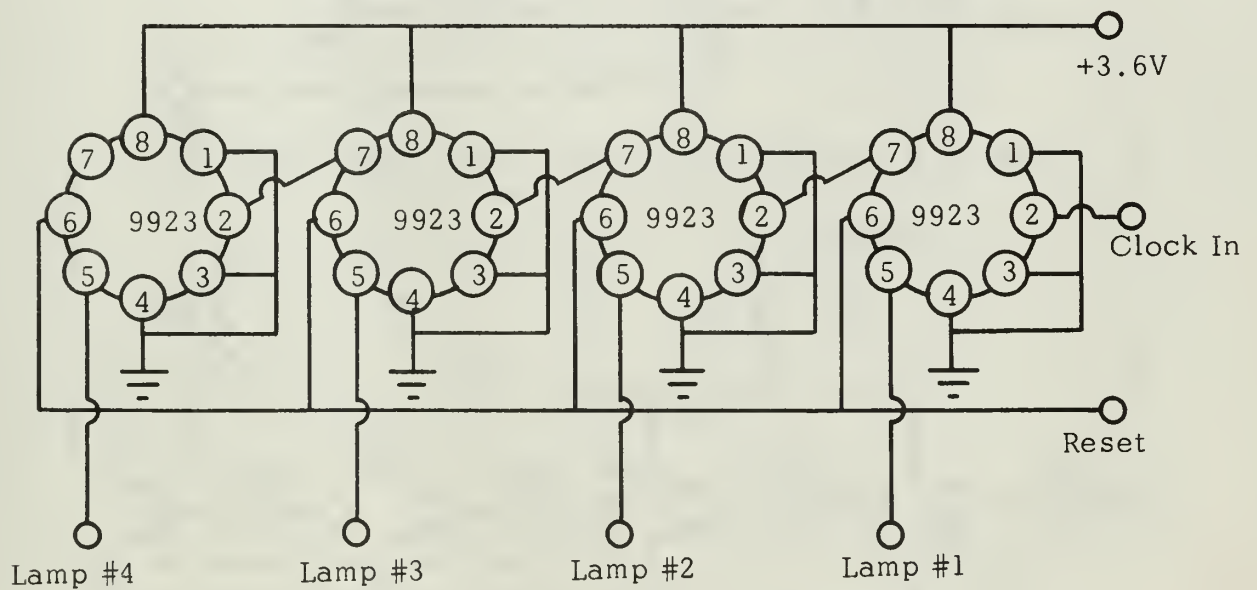 +3.6V
8 8 8 8
7 1 7 1 7 1 7 1
6 9923 2 6 9923 2 6 9923 2 6 9923 2
Clock In
5 3 5 3 5 3 5 3
4 4 4 4
Reset
Lamp #4 Lamp #3 Lamp #2 Lamp #1